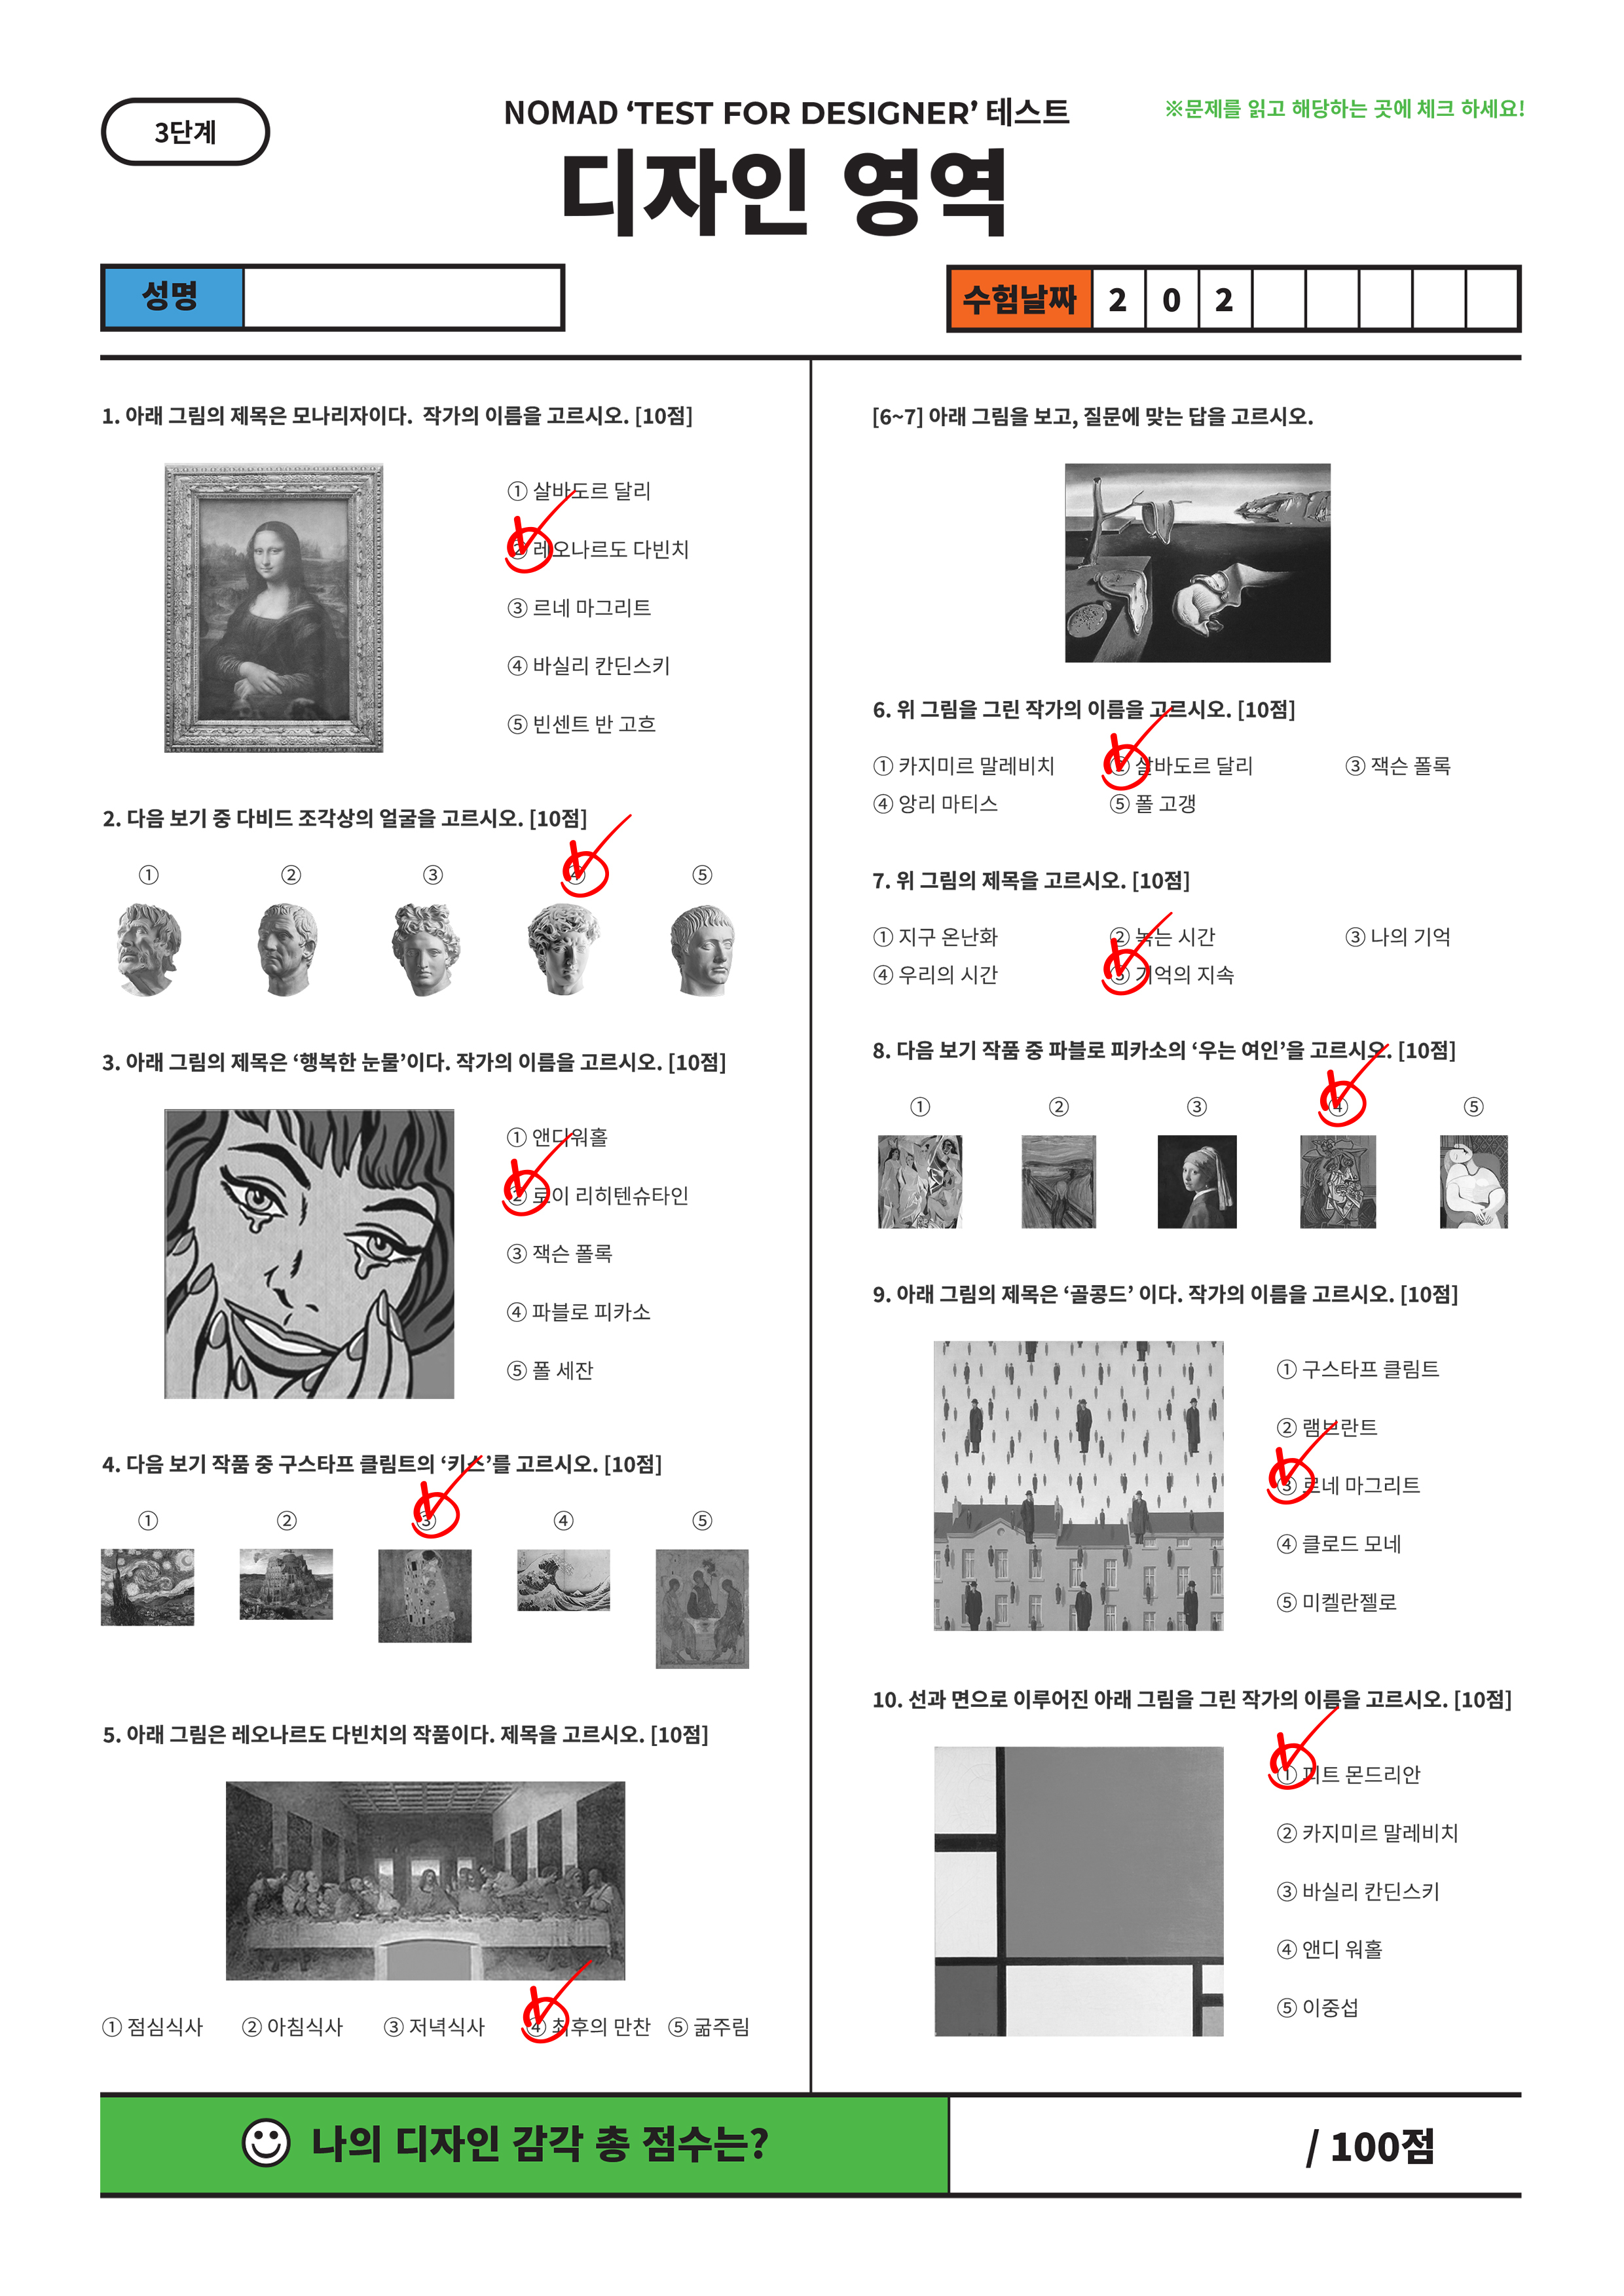 3단계
NOMAD ‘TEST FOR DESIGNER’ 테스트
※문제를 읽고 해당하는 곳에 체크 하세요!
디자인 영역
성명
수험날짜 2 0 2
1. 아래 그림의 제목은 모나리자이다. 작가의 이름을 고르시오. [10점]
① 살바도르 달리
② 레오나르도 다빈치
③ 르네 마그리트
④ 바실리 칸딘스키
⑤ 빈센트 반 고흐
2. 다음 보기 중 다비드 조각상의 얼굴을 고르시오. [10점]
① ② ③ ④ ⑤
3. 아래 그림의 제목은 ‘행복한 눈물’이다. 작가의 이름을 고르시오. [10점]
① 앤디워홀
② 로이 리히텐슈타인
③ 잭슨 폴록
④ 파블로 피카소
⑤ 폴 세잔
4. 다음 보기 작품 중 구스타프 클림트의 ‘키스’를 고르시오. [10점]
① ② ③ ④ ⑤
5. 아래 그림은 레오나르도 다빈치의 작품이다. 제목을 고르시오. [10점]
① 점심식사 ② 아침식사 ③ 저녁식사 ④ 최후의 만찬 ⑤ 굶주림
[6~7] 아래 그림을 보고, 질문에 맞는 답을 고르시오.
6. 위 그림을 그린 작가의 이름을 고르시오. [10점]
① 카지미르 말레비치 ② 살바도르 달리 ③ 잭슨 폴록
④ 앙리 마티스 ⑤ 폴 고갱
7. 위 그림의 제목을 고르시오. [10점]
① 지구 온난화 ② 녹는 시간 ③ 나의 기억
④ 우리의 시간 ⑤ 기억의 지속
8. 다음 보기 작품 중 파블로 피카소의 ‘우는 여인’을 고르시오. [10점]
① ② ③ ④ ⑤
9. 아래 그림의 제목은 ‘골콩드’ 이다. 작가의 이름을 고르시오. [10점]
① 구스타프 클림트
② 램브란트
③ 르네 마그리트
④ 클로드 모네
⑤ 미켈란젤로
10. 선과 면으로 이루어진 아래 그림을 그린 작가의 이름을 고르시오. [10점]
① 피트 몬드리안
② 카지미르 말레비치
③ 바실리 칸딘스키
④ 앤디 워홀
⑤ 이중섭
나의 디자인 감각 총 점수는?
/ 100점